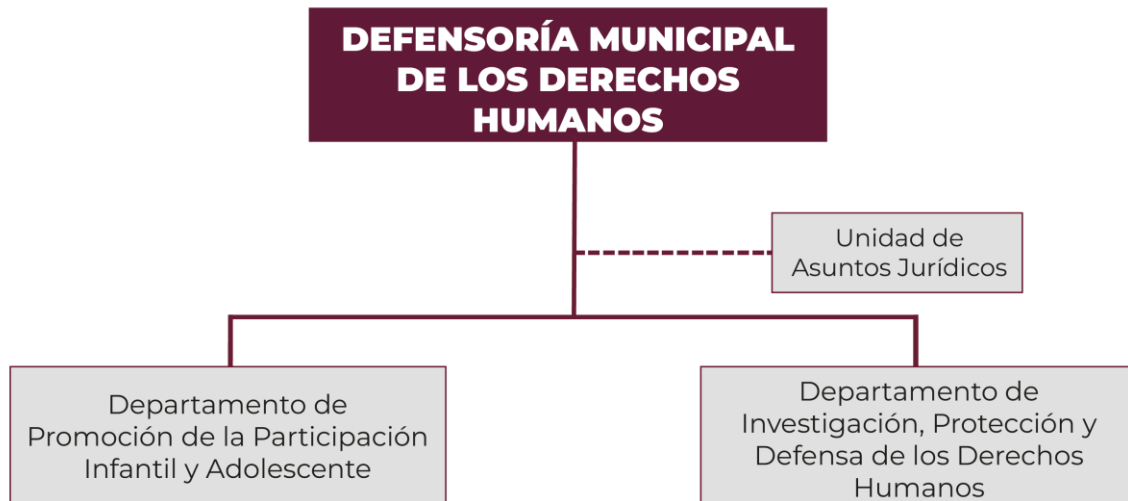 DEFENSORÍA MUNICIPAL
DE LOS DERECHOS
HUMANOS
Unidad de
Asuntos Jurídicos
Departamento de
Promoción de la Participación
Infantil y Adolescente
Departamento de
Investigación, Protección y
Defensa de los Derechos
Humanos